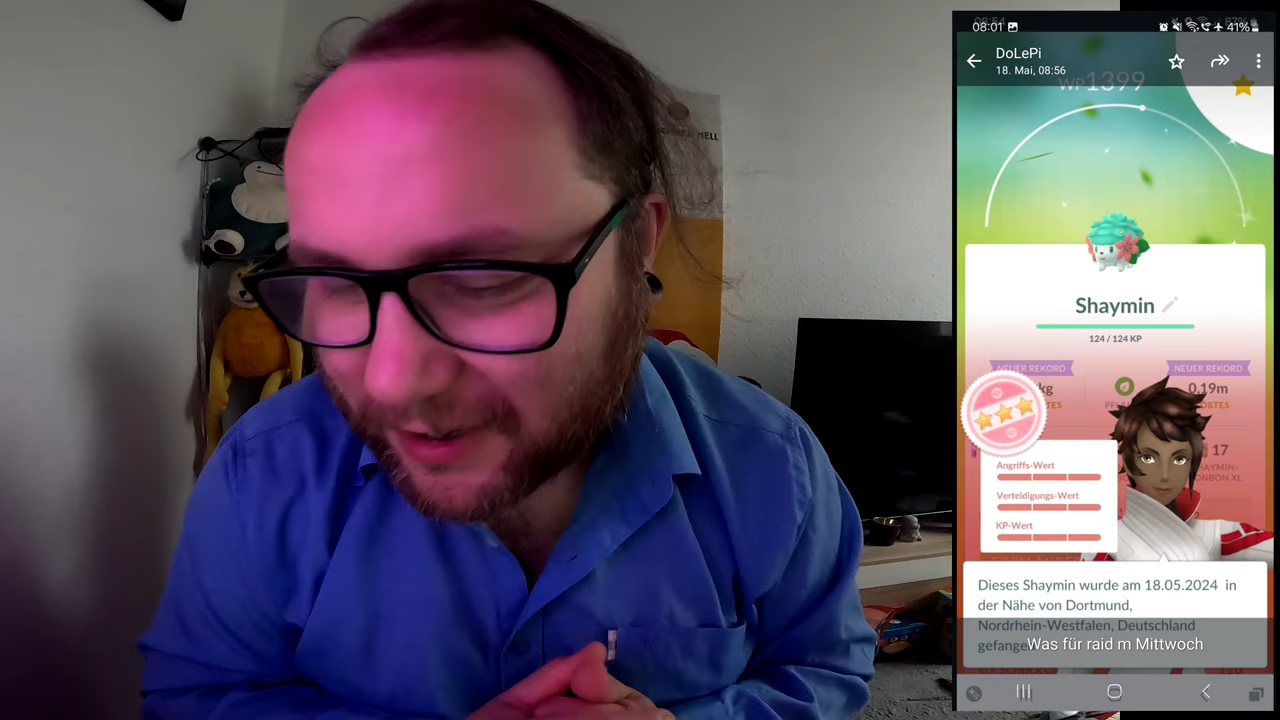 HELL
08:01
41%
DoLePi
18. Mai, 08:56
WP1399
Shaymin
124 / 124 KP
NEUER REKORD
NEUER REKORD
kg
0,19m
17
Angriffs-Wert
Verteidigungs-Wert
KP-Wert
Dieses Shaymin wurde am 18.05.2024 in
der Nähe von Dortmund,
Nordrhein-Westfalen, Deutschland
Was für raid m Mittwoch